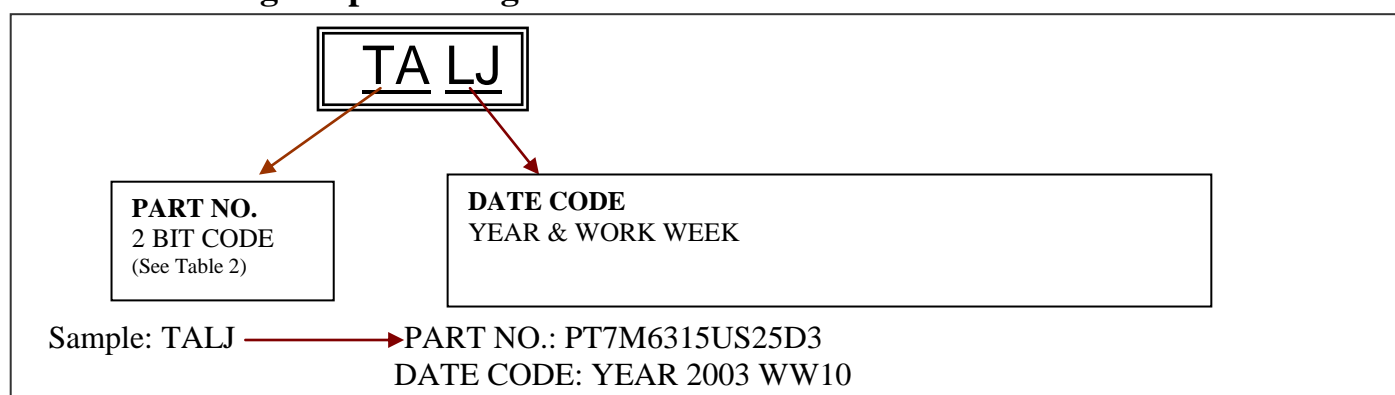 TA LJ
PART NO.
2 BIT CODE
(See Table 2)
DATE CODE
YEAR & WORK WEEK
Sample: TALJ PART NO.: PT7M6315US25D3
DATE CODE: YEAR 2003 WW10